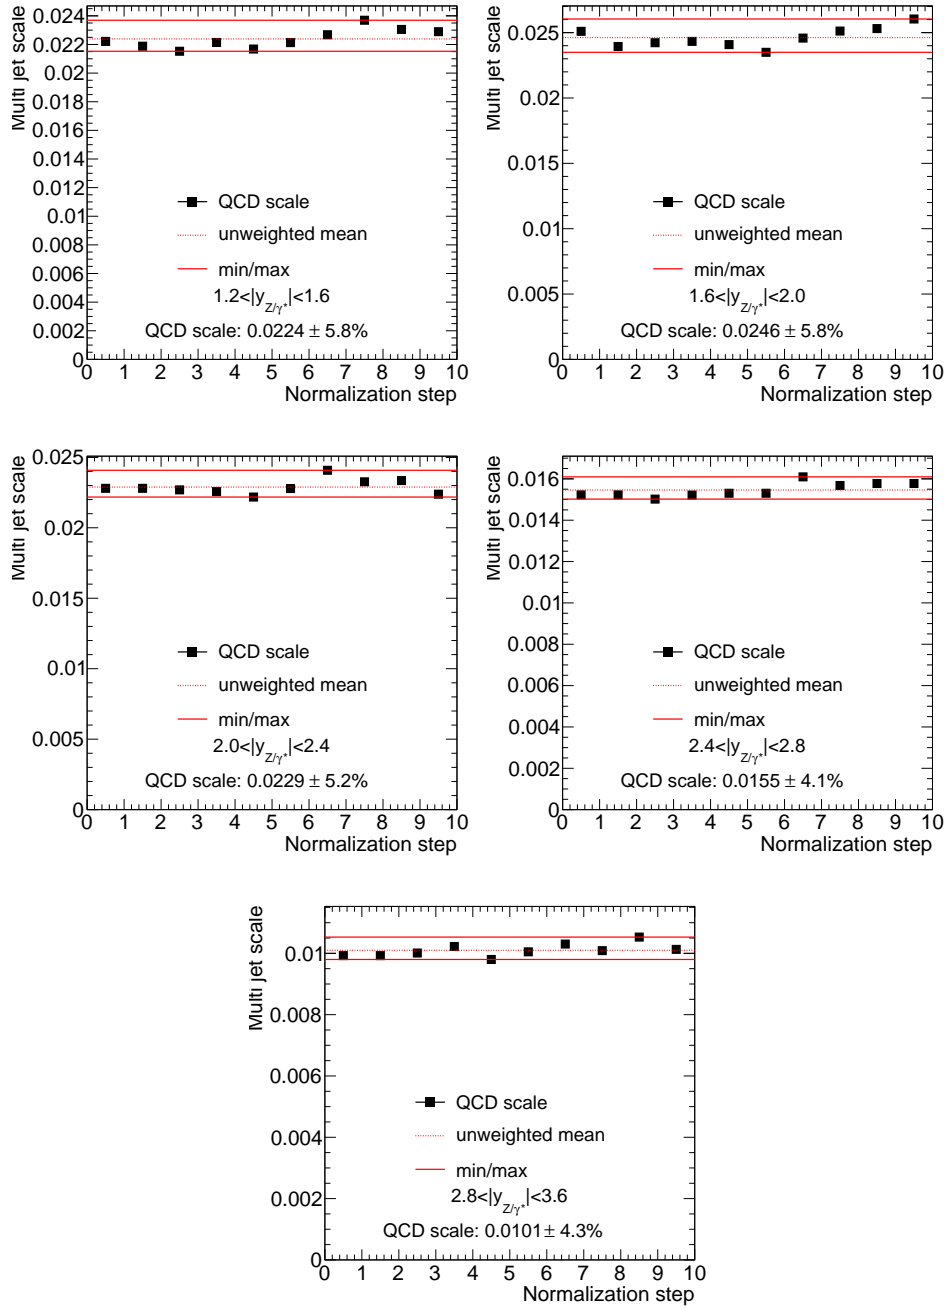 Multi jet scale
0.024
0.022
0.02
0.018
0.016
0.014
0.012
0.01
0.008
0.006
0.004
0.002
0
QCD scale
unweighted mean
min/max
1.2<|y_{Z/γ*}|<1.6
QCD scale: 0.0224 ± 5.8%
0 1 2 3 4 5 6 7 8 9 10
Normalization step
Multi jet scale
0.025
0.02
0.015
0.01
0.005
0
QCD scale
unweighted mean
min/max
1.6<|y_{Z/γ*}|<2.0
QCD scale: 0.0246 ± 5.8%
0 1 2 3 4 5 6 7 8 9 10
Normalization step
Multi jet scale
0.025
0.02
0.015
0.01
0.005
0
QCD scale
unweighted mean
min/max
2.0<|y_{Z/γ*}|<2.4
QCD scale: 0.0229 ± 5.2%
0 1 2 3 4 5 6 7 8 9 10
Normalization step
Multi jet scale
0.016
0.014
0.012
0.01
0.008
0.006
0.004
0.002
0
QCD scale
unweighted mean
min/max
2.4<|y_{Z/γ*}|<2.8
QCD scale: 0.0155 ± 4.1%
0 1 2 3 4 5 6 7 8 9 10
Normalization step
Multi jet scale
0.01
0.008
0.006
0.004
0.002
0
QCD scale
unweighted mean
min/max
2.8<|y_{Z/γ*}|<3.6
QCD scale: 0.0101 ± 4.3%
0 1 2 3 4 5 6 7 8 9 10
Normalization step